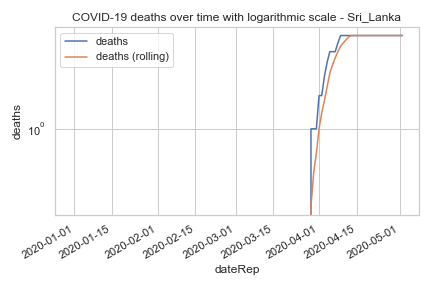 COVID-19 deaths over time with logarithmic scale - Sri_Lanka
deaths
deaths (rolling)
deaths
10^0
2020-01-01
2020-01-15
2020-02-01
2020-02-15
2020-03-01
2020-03-15
2020-04-01
2020-04-15
2020-05-01
dateRep